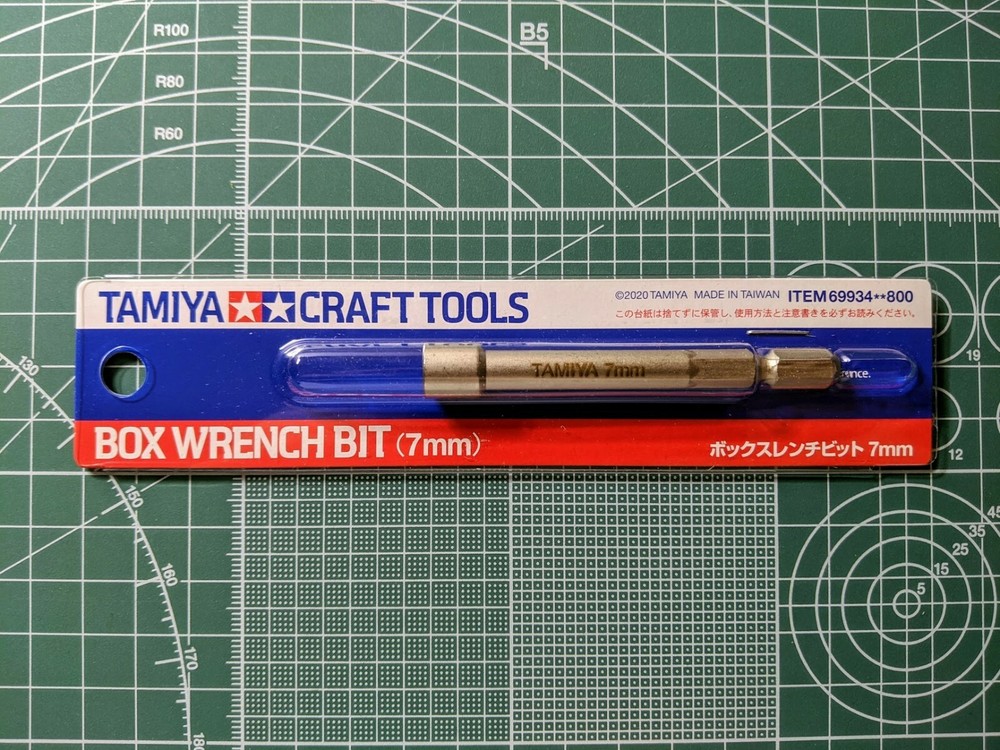 R100
B5
R80
R60
TAMIYA CRAFT TOOLS
©2020 TAMIYA MADE IN TAIWAN ITEM 69934**800
この台紙は捨てずに保管し、使用方法と注意書きを必ずお読みください。
TAMIYA 7mm
BOX WRENCH BIT (7mm)
ボックスレンチビット 7mm
130
19
12
150
160
170
180
45
35
25
15
5